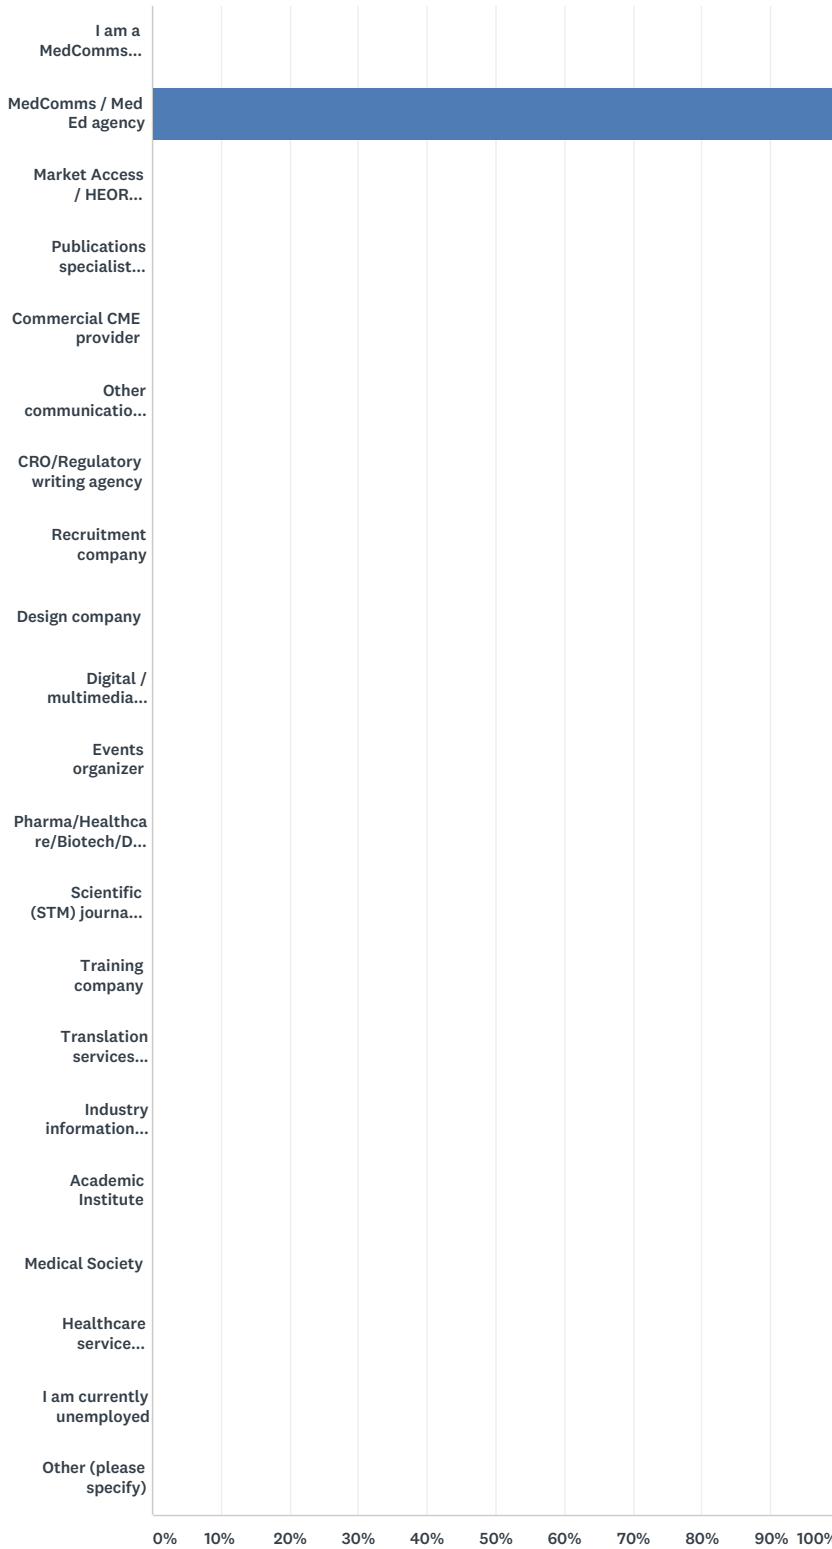 I am a
MedComms...
MedComms / Med
Ed agency
Market Access
/ HEOR...
Publications
specialist...
Commercial CME
provider
Other
communicatio...
CRO/Regulatory
writing agency
Recruitment
company
Design company
Digital /
multimedia...
Events
organizer
Pharma/Healthca
re/Biotech/D...
Scientific
(STM) journa...
Training
company
Translation
services...
Industry
information...
Academic
Institute
Medical Society
Healthcare
service...
I am currently
unemployed
Other (please
specify)
0% 10% 20% 30% 40% 50% 60% 70% 80% 90% 100%